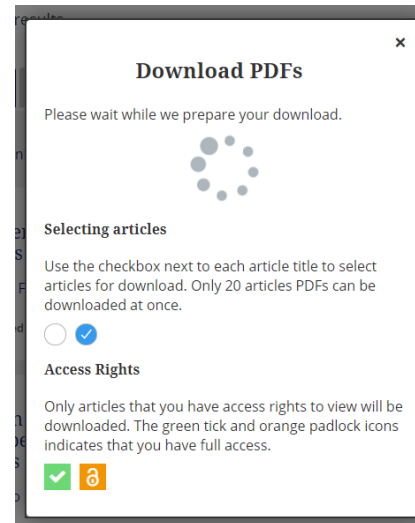 results
×
Download PDFs
Please wait while we prepare your download.
Selecting articles
Use the checkbox next to each article title to select
articles for download. Only 20 articles PDFs can be
downloaded at once.
Access Rights
Only articles that you have access rights to view will be
downloaded. The green tick and orange padlock icons
indicates that you have full access.